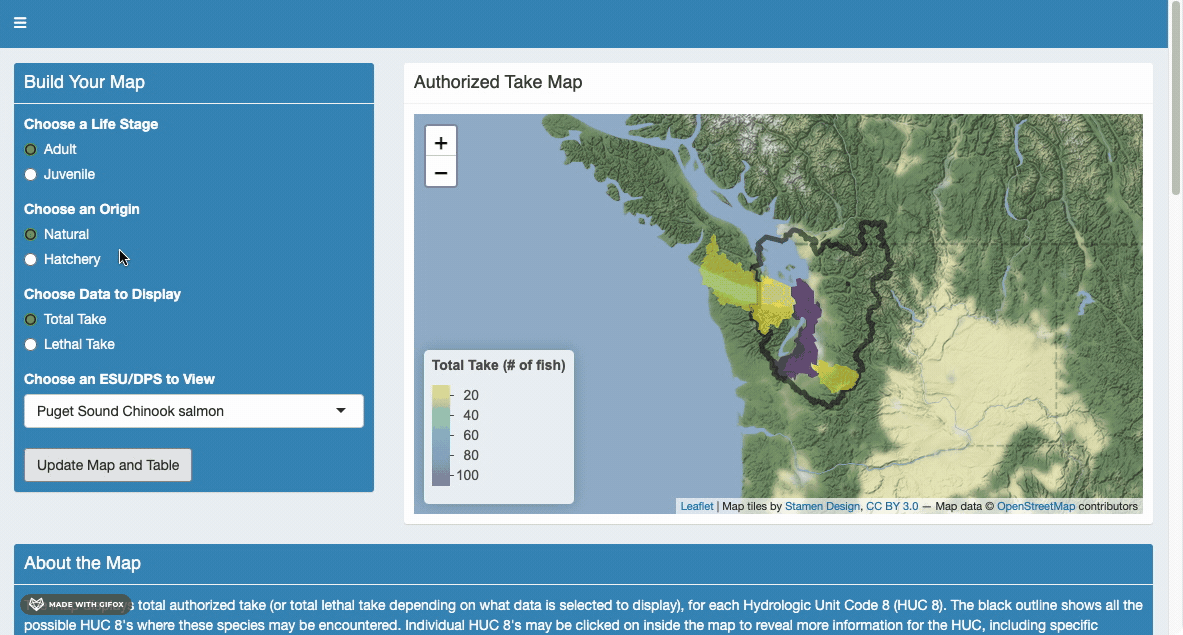 Build Your Map
Choose a Life Stage
Adult
Juvenile
Choose an Origin
Natural
Hatchery
Choose Data to Display
Total Take
Lethal Take
Choose an ESU/DPS to View
Puget Sound Chinook salmon
Update Map and Table
Authorized Take Map
+
−
Total Take (# of fish)
20
40
60
80
100
Leaflet | Map tiles by Stamen Design, CC BY 3.0 — Map data © OpenStreetMap contributors
About the Map
MADE WITH GIFOX
total authorized take (or total lethal take depending on what data is selected to display), for each Hydrologic Unit Code 8 (HUC 8). The black outline shows all the
possible HUC 8's where these species may be encountered. Individual HUC 8's may be clicked on inside the map to reveal more information for the HUC, including specific